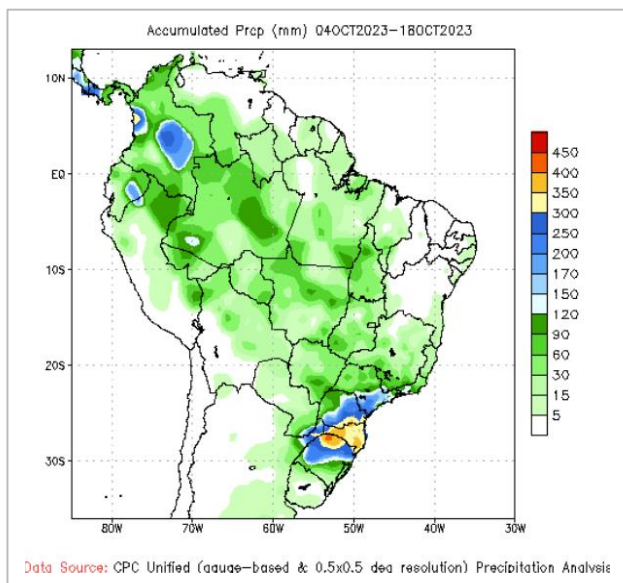 Accumulated Prcp (mm) 04OCT2023-18OCT2023
10N
EQ
10S
20S
30S
80W 70W 60W 50W 40W 30W
450
400
350
300
250
200
170
150
120
90
60
30
15
5
Data Source: CPC Unified (gauge-based & 0.5x0.5 deg resolution) Precipitation Analysis